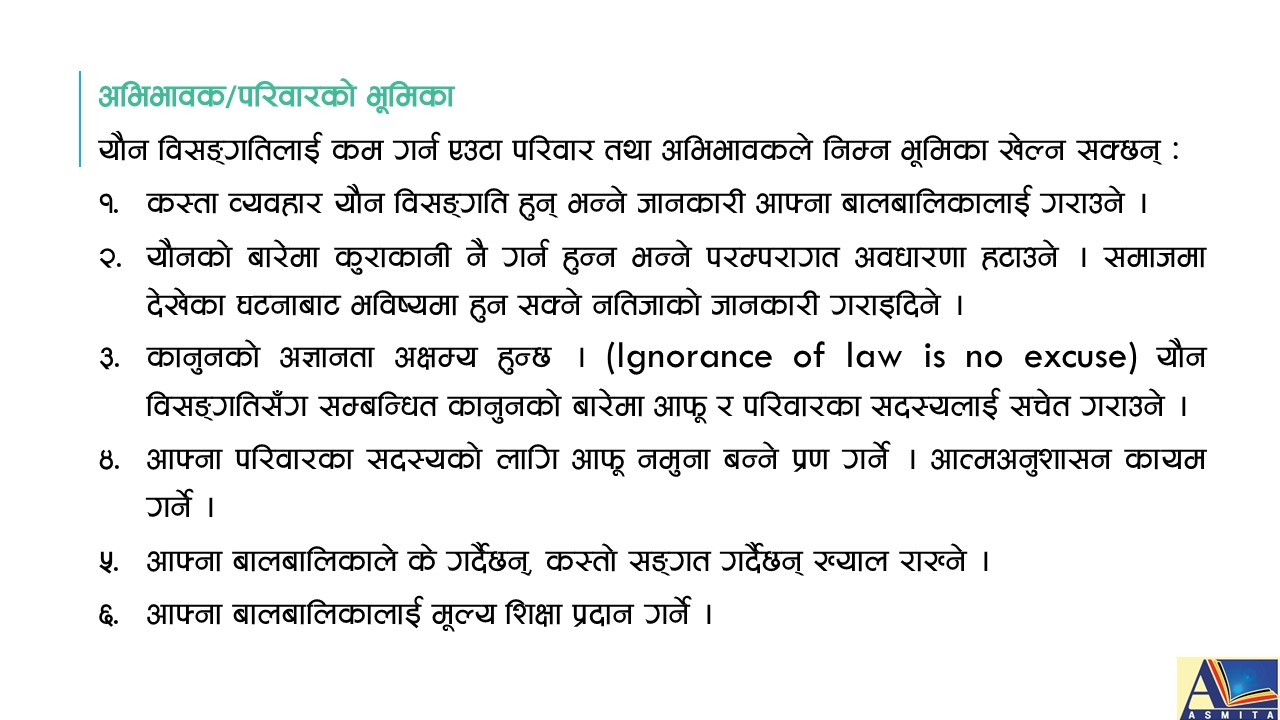 अभिभावक/परिवारको भूमिका
यौन विसङ्गतिलाई कम गर्न एउटा परिवार तथा अभिभावकले निम्न भूमिका खेल्न सक्छन् :
१. कस्ता व्यवहार यौन विसङ्गति हुन् भन्ने जानकारी आफ्ना बालबालिकालाई गराउने ।
२. यौनको बारेमा कुराकानी नै गर्न हुन्न भन्ने परम्परागत अवधारणा हटाउने । समाजमा
देखेका घटनाबाट भविष्यमा हुन सक्ने नतिजाको जानकारी गराइदिने ।
३. कानुनको अज्ञानता अक्षम्य हुन्छ । (Ignorance of law is no excuse) यौन
विसङ्गतिसँग सम्बन्धित कानुनको बारेमा आफू र परिवारका सदस्यलाई सचेत गराउने ।
४. आफ्ना परिवारका सदस्यको लागि आफू नमुना बन्ने प्रण गर्ने । आत्मअनुशासन कायम
गर्ने ।
५. आफ्ना बालबालिकाले के गर्दैछन्, कस्तो सङ्गत गर्दैछन् ख्याल राख्ने ।
६. आफ्ना बालबालिकालाई मूल्य शिक्षा प्रदान गर्ने ।
ASMITA